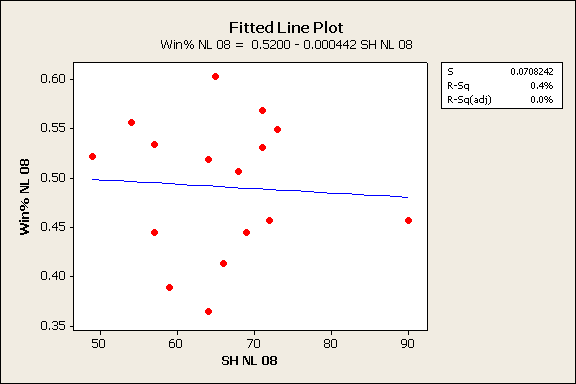 Fitted Line Plot
Win% NL 08 = 0.5200 - 0.000442 SH NL 08
S 0.0708242
R-Sq 0.4%
R-Sq(adj) 0.0%
Win% NL 08
0.60
0.55
0.50
0.45
0.40
0.35
50 60 70 80 90
SH NL 08